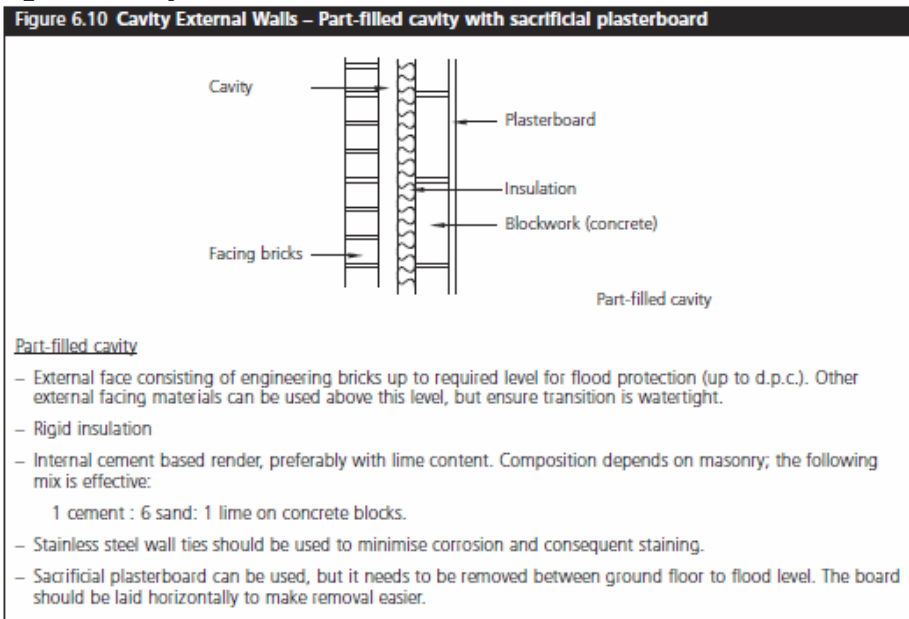 Figure 6.10 Cavity External Walls – Part-filled cavity with sacrificial plasterboard
Cavity
Plasterboard
Insulation
Blockwork (concrete)
Facing bricks
Part-filled cavity
Part-filled cavity
– External face consisting of engineering bricks up to required level for flood protection (up to d.p.c.). Other
external facing materials can be used above this level, but ensure transition is watertight.
– Rigid insulation
– Internal cement based render, preferably with lime content. Composition depends on masonry; the following
mix is effective:
1 cement : 6 sand: 1 lime on concrete blocks.
– Stainless steel wall ties should be used to minimise corrosion and consequent staining.
– Sacrificial plasterboard can be used, but it needs to be removed between ground floor to flood level. The board
should be laid horizontally to make removal easier.